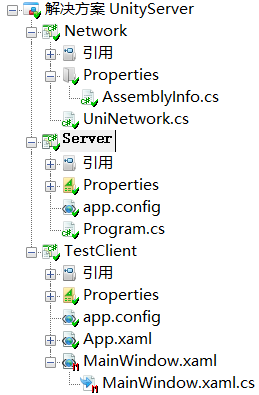 解决方案 UnityServer
Network
引用
Properties
AssemblyInfo.cs
UniNetwork.cs
Server
引用
Properties
app.config
Program.cs
TestClient
引用
Properties
app.config
App.xaml
MainWindow.xaml
MainWindow.xaml.cs